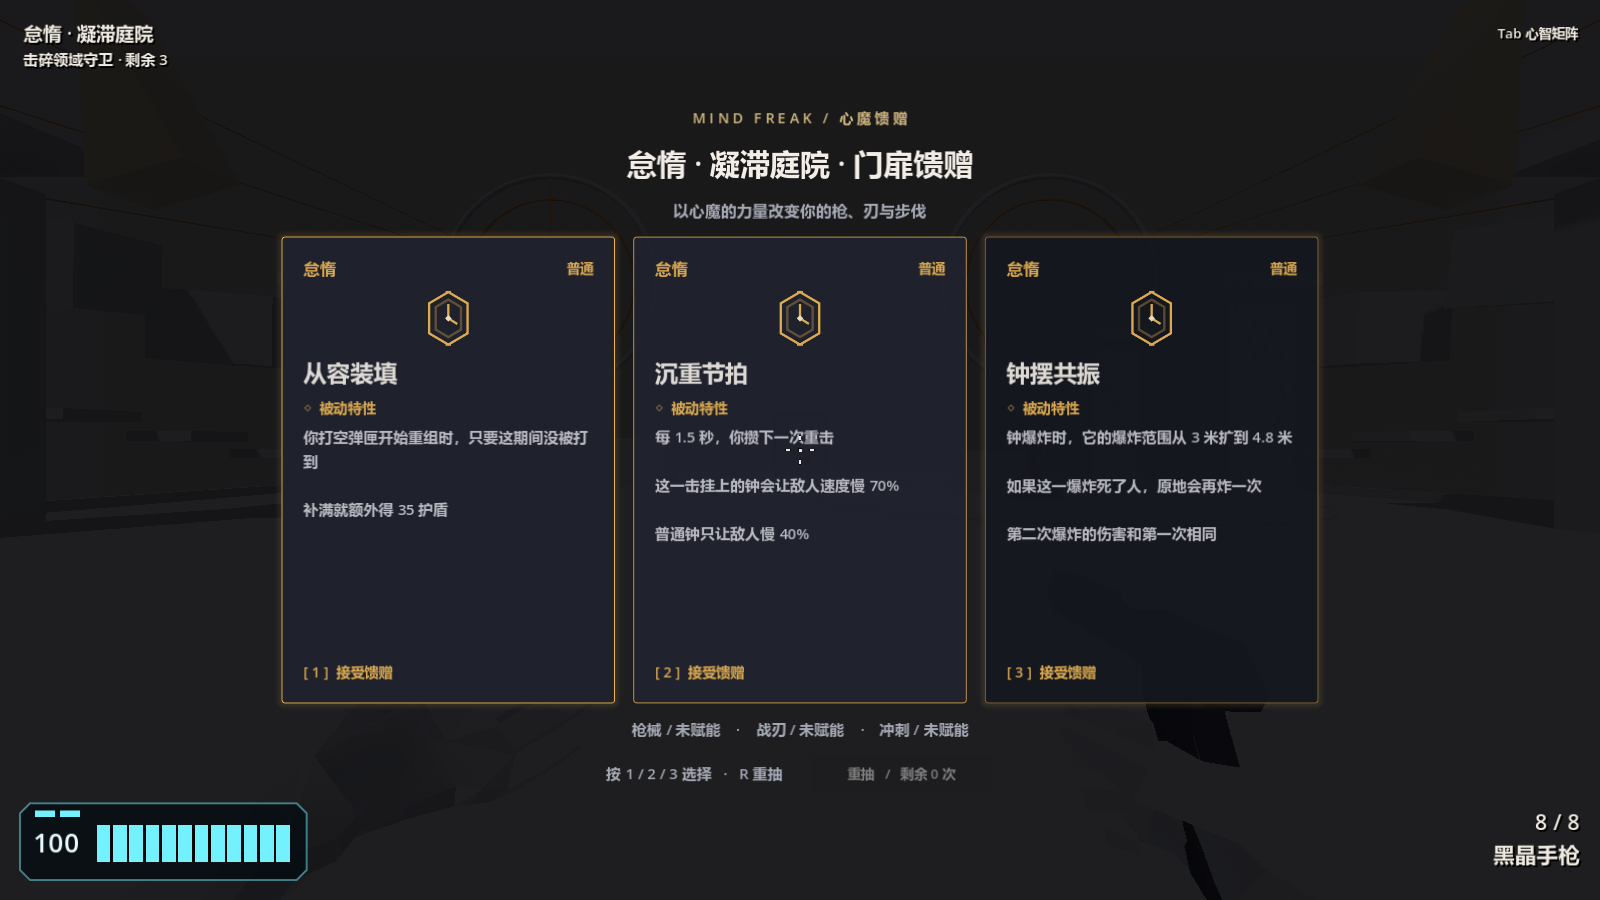 怠惰 · 凝滞庭院
击碎领域守卫 · 剩余 3
Tab 心智矩阵
MIND FREAK / 心魔馈赠
怠惰 · 凝滞庭院 · 门扉馈赠
以心魔的力量改变你的枪、刃与步伐
怠惰 普通
从容装填
◇ 被动特性
你打空弹匣开始重组时，只要这期间没被打
到
补满就额外得 35 护盾
[ 1 ] 接受馈赠
怠惰 普通
沉重节拍
◇ 被动特性
每 1.5 秒，你攒下一次重击
这一击挂上的钟会让敌人速度慢 70%
普通钟只让敌人慢 40%
[ 2 ] 接受馈赠
怠惰 普通
钟摆共振
◇ 被动特性
钟爆炸时，它的爆炸范围从 3 米扩到 4.8 米
如果这一爆炸死了人，原地会再炸一次
第二次爆炸的伤害和第一次相同
[ 3 ] 接受馈赠
枪械 / 未赋能 · 战刃 / 未赋能 · 冲刺 / 未赋能
按 1 / 2 / 3 选择 · R 重抽 重抽 / 剩余 0 次
100
8 / 8
黑晶手枪